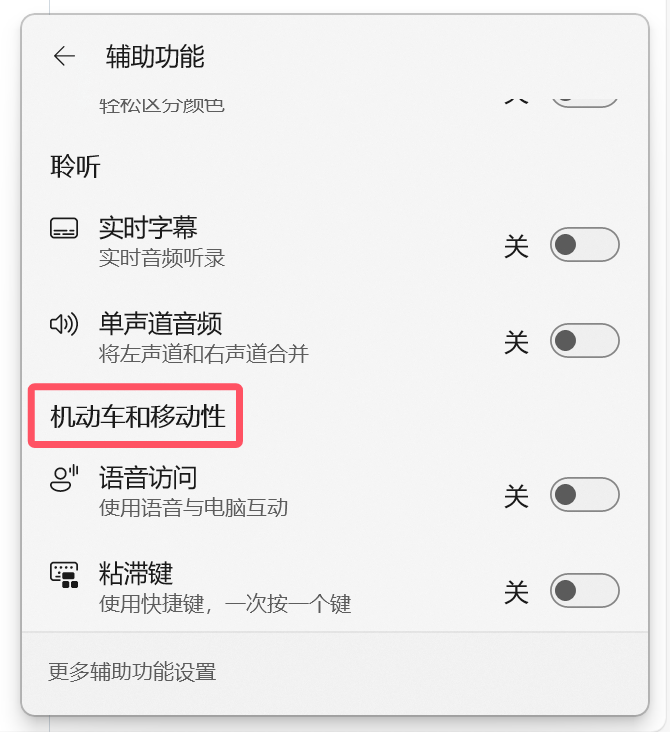 辅助功能
轻松区分颜色
关
聆听
实时字幕
实时音频听录
关
单声道音频
将左声道和右声道合并
关
机动车和移动性
语音访问
使用语音与电脑互动
关
粘滞键
使用快捷键，一次按一个键
关
更多辅助功能设置